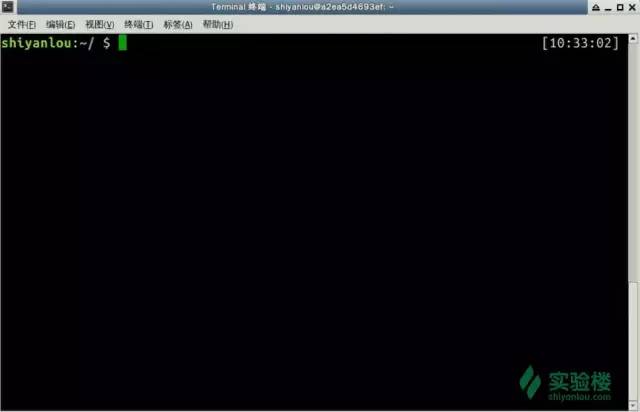 Terminal 终端 - shiyanlou@a2ea5d4693ef: ~
文件(F) 编辑(E) 视图(V) 终端(T) 标签(A) 帮助(H)
shiyanlou:~/ $ [10:33:02]
实验楼
shiyanlou.com